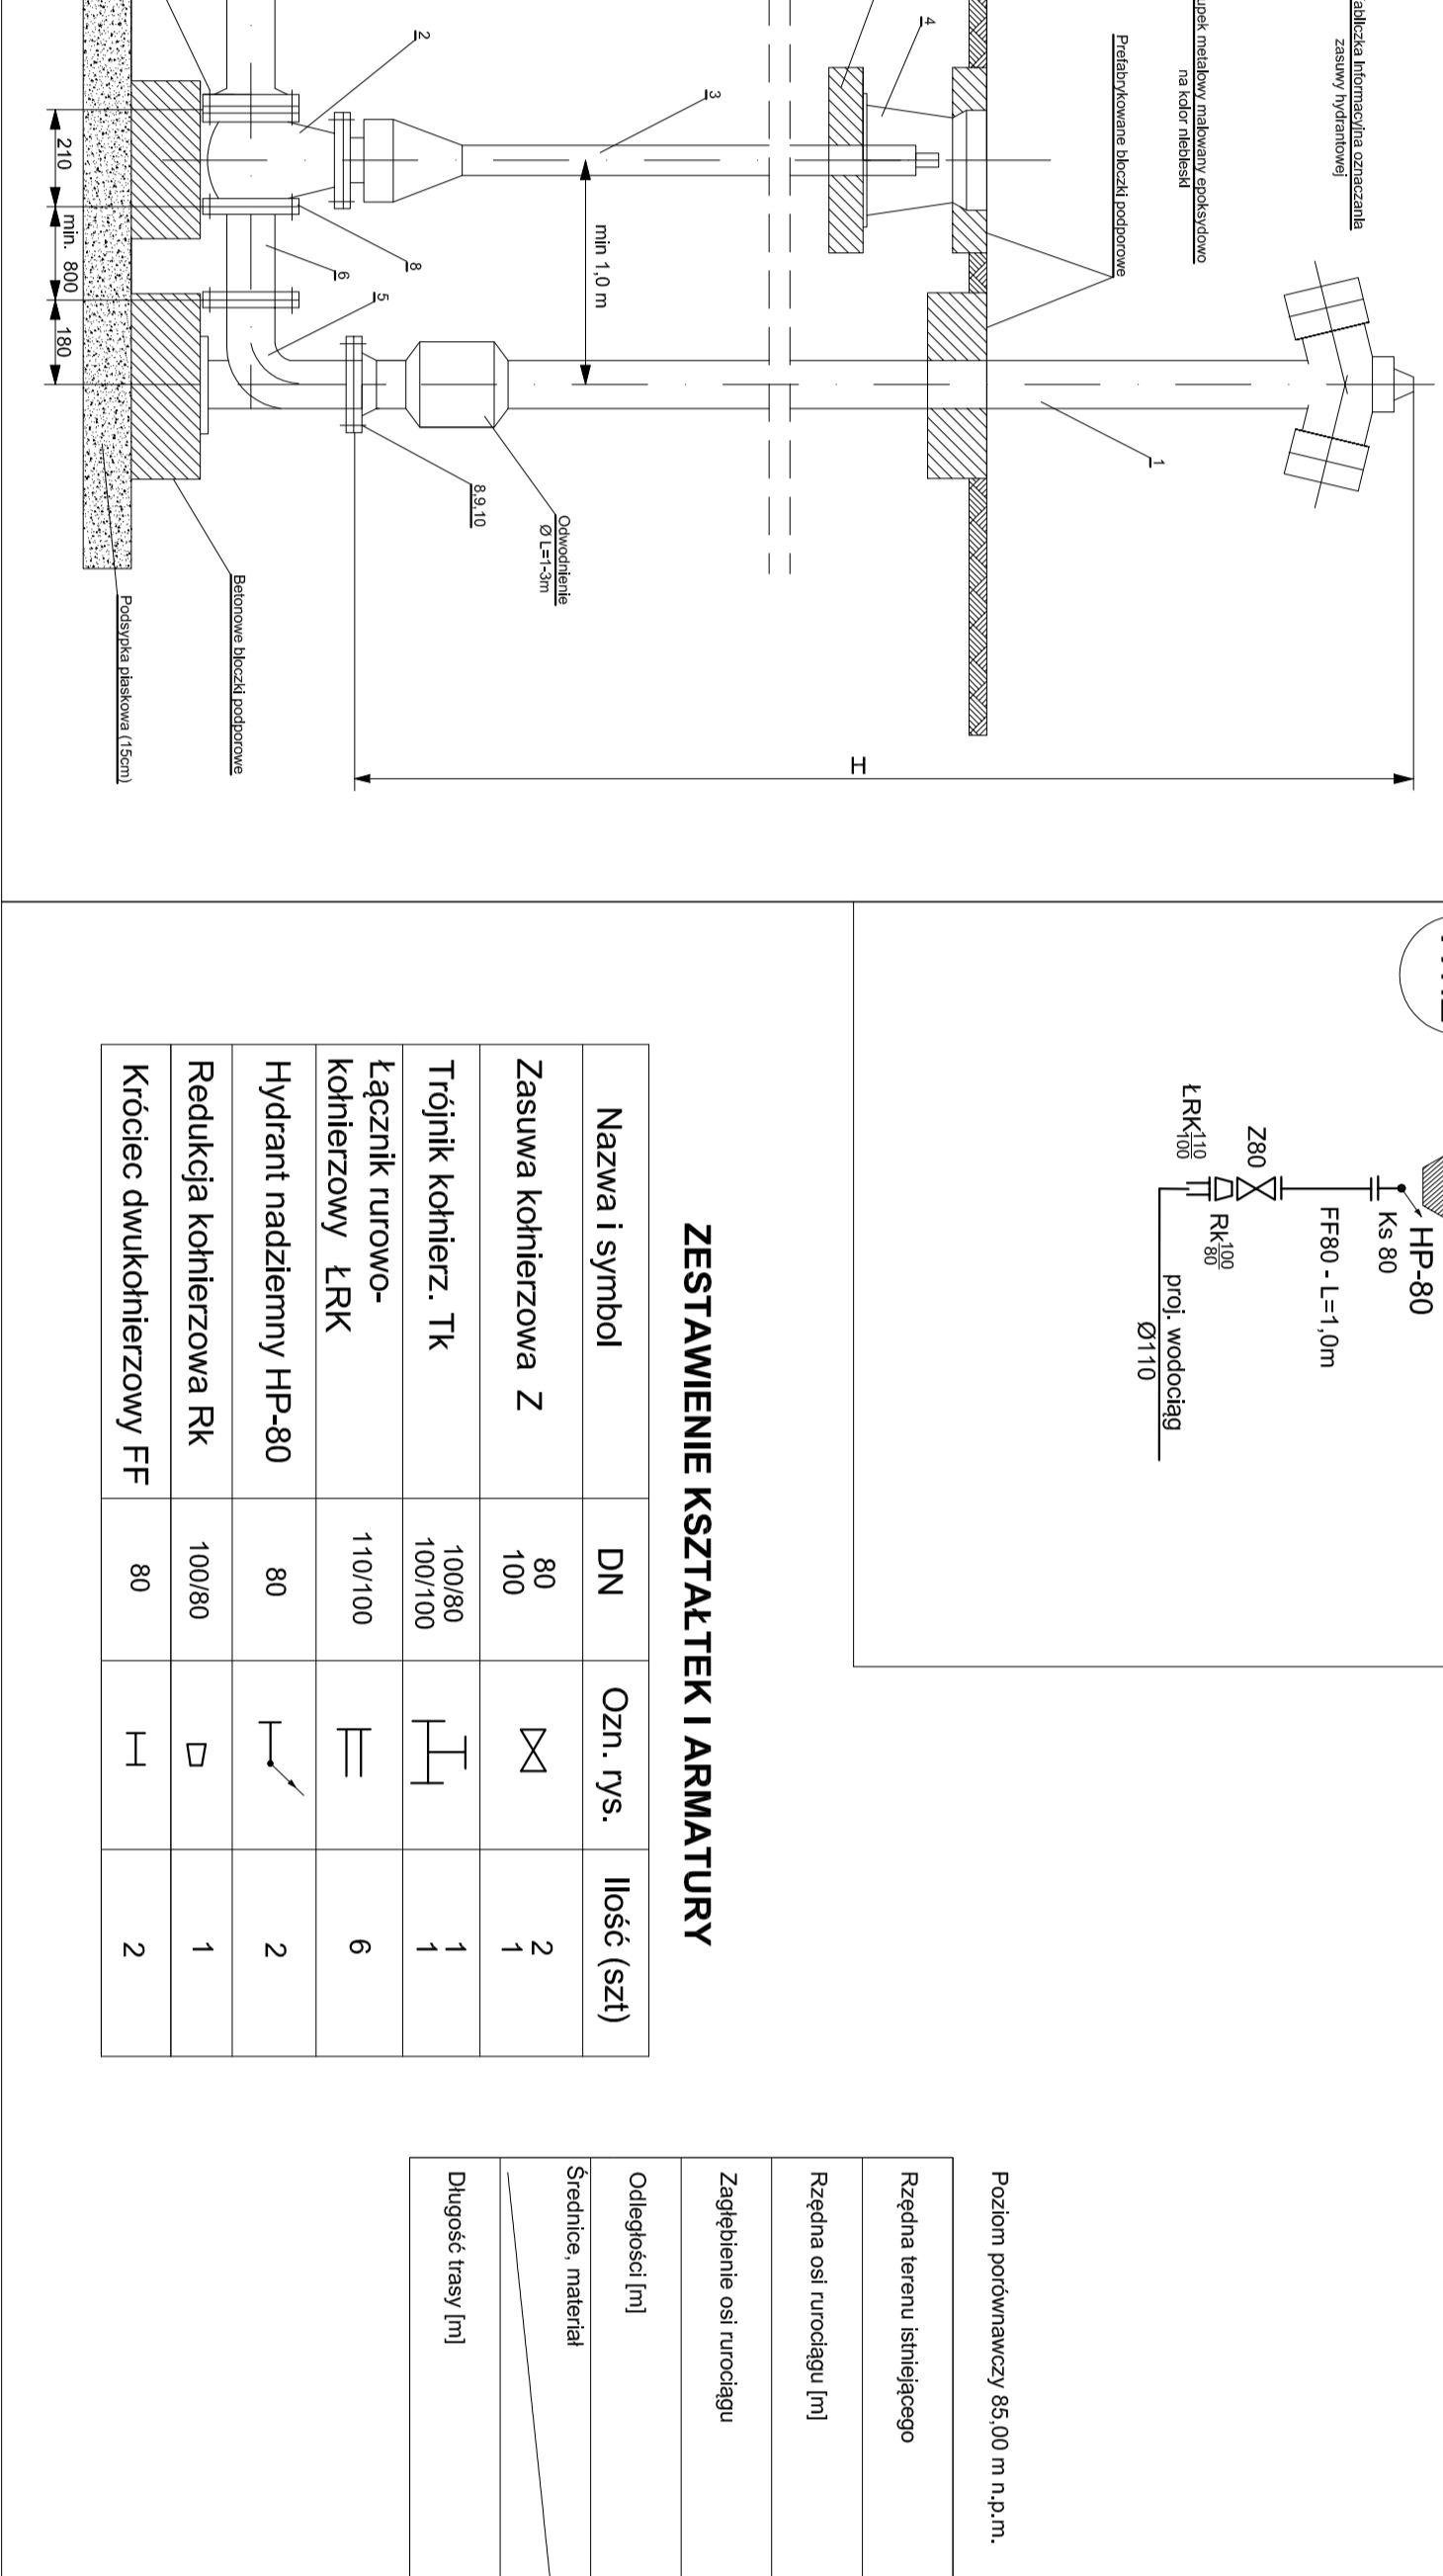 informacyjna oznaczania
zasuwy hydrantowej
metalowy malowany epoksydowo
na kolor niebieski
Prefabrykowane bloczki podporowe
4
3
2
min 1,0 m
8
6
5
1
8,9,10
Odwodnienie
Ø L=1-3m
Betonowe bloczki podporowe
Podsypka piaskowa (15cm)
210
min. 800
180
H
HP-80
Ks 80
FF80 - L=1,0m
Z80
Rk 100/80
ŁRK 110/100
proj. wodociąg
Ø110
ZESTAWIENIE KSZTAŁTEK I ARMATURY
Nazwa i symbol DN Ozn. rys. Ilość (szt)
Zasuwa kołnierzowa Z 80 2
100 1
Trójnik kołnierz. Tk 100/80 1
100/100 1
Łącznik rurowo-
kołnierzowy ŁRK 110/100 6
Hydrant nadziemny HP-80 80 2
Redukcja kołnierzowa Rk 100/80 1
Króciec dwukołnierzowy FF 80 2
Poziom porównawczy 85,00 m n.p.m.
Rzędna terenu istniejącego
Rzędna osi rurociągu [m]
Zagłębienie osi rurociągu
Odległości [m]
Średnice, materiał
Długość trasy [m]